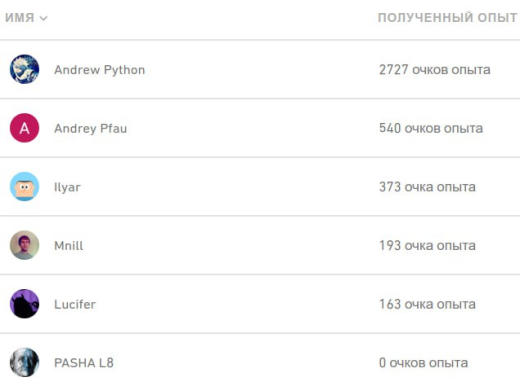 ИМЯ ПОЛУЧЕННЫЙ ОПЫТ
Andrew Python 2727 очков опыта
A Andrey Pfau 540 очков опыта
Ilyar 373 очка опыта
Mnill 193 очка опыта
Lucifer 163 очка опыта
PASHA L8 0 очков опыта